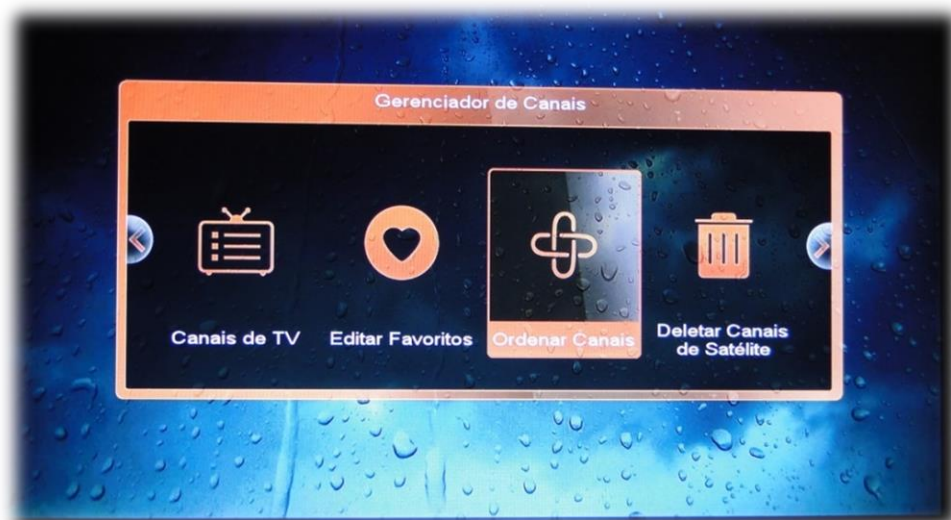 Gerenciador de Canais
Canais de TV
Editar Favoritos
Ordenar Canais
Deletar Canais
de Satélite